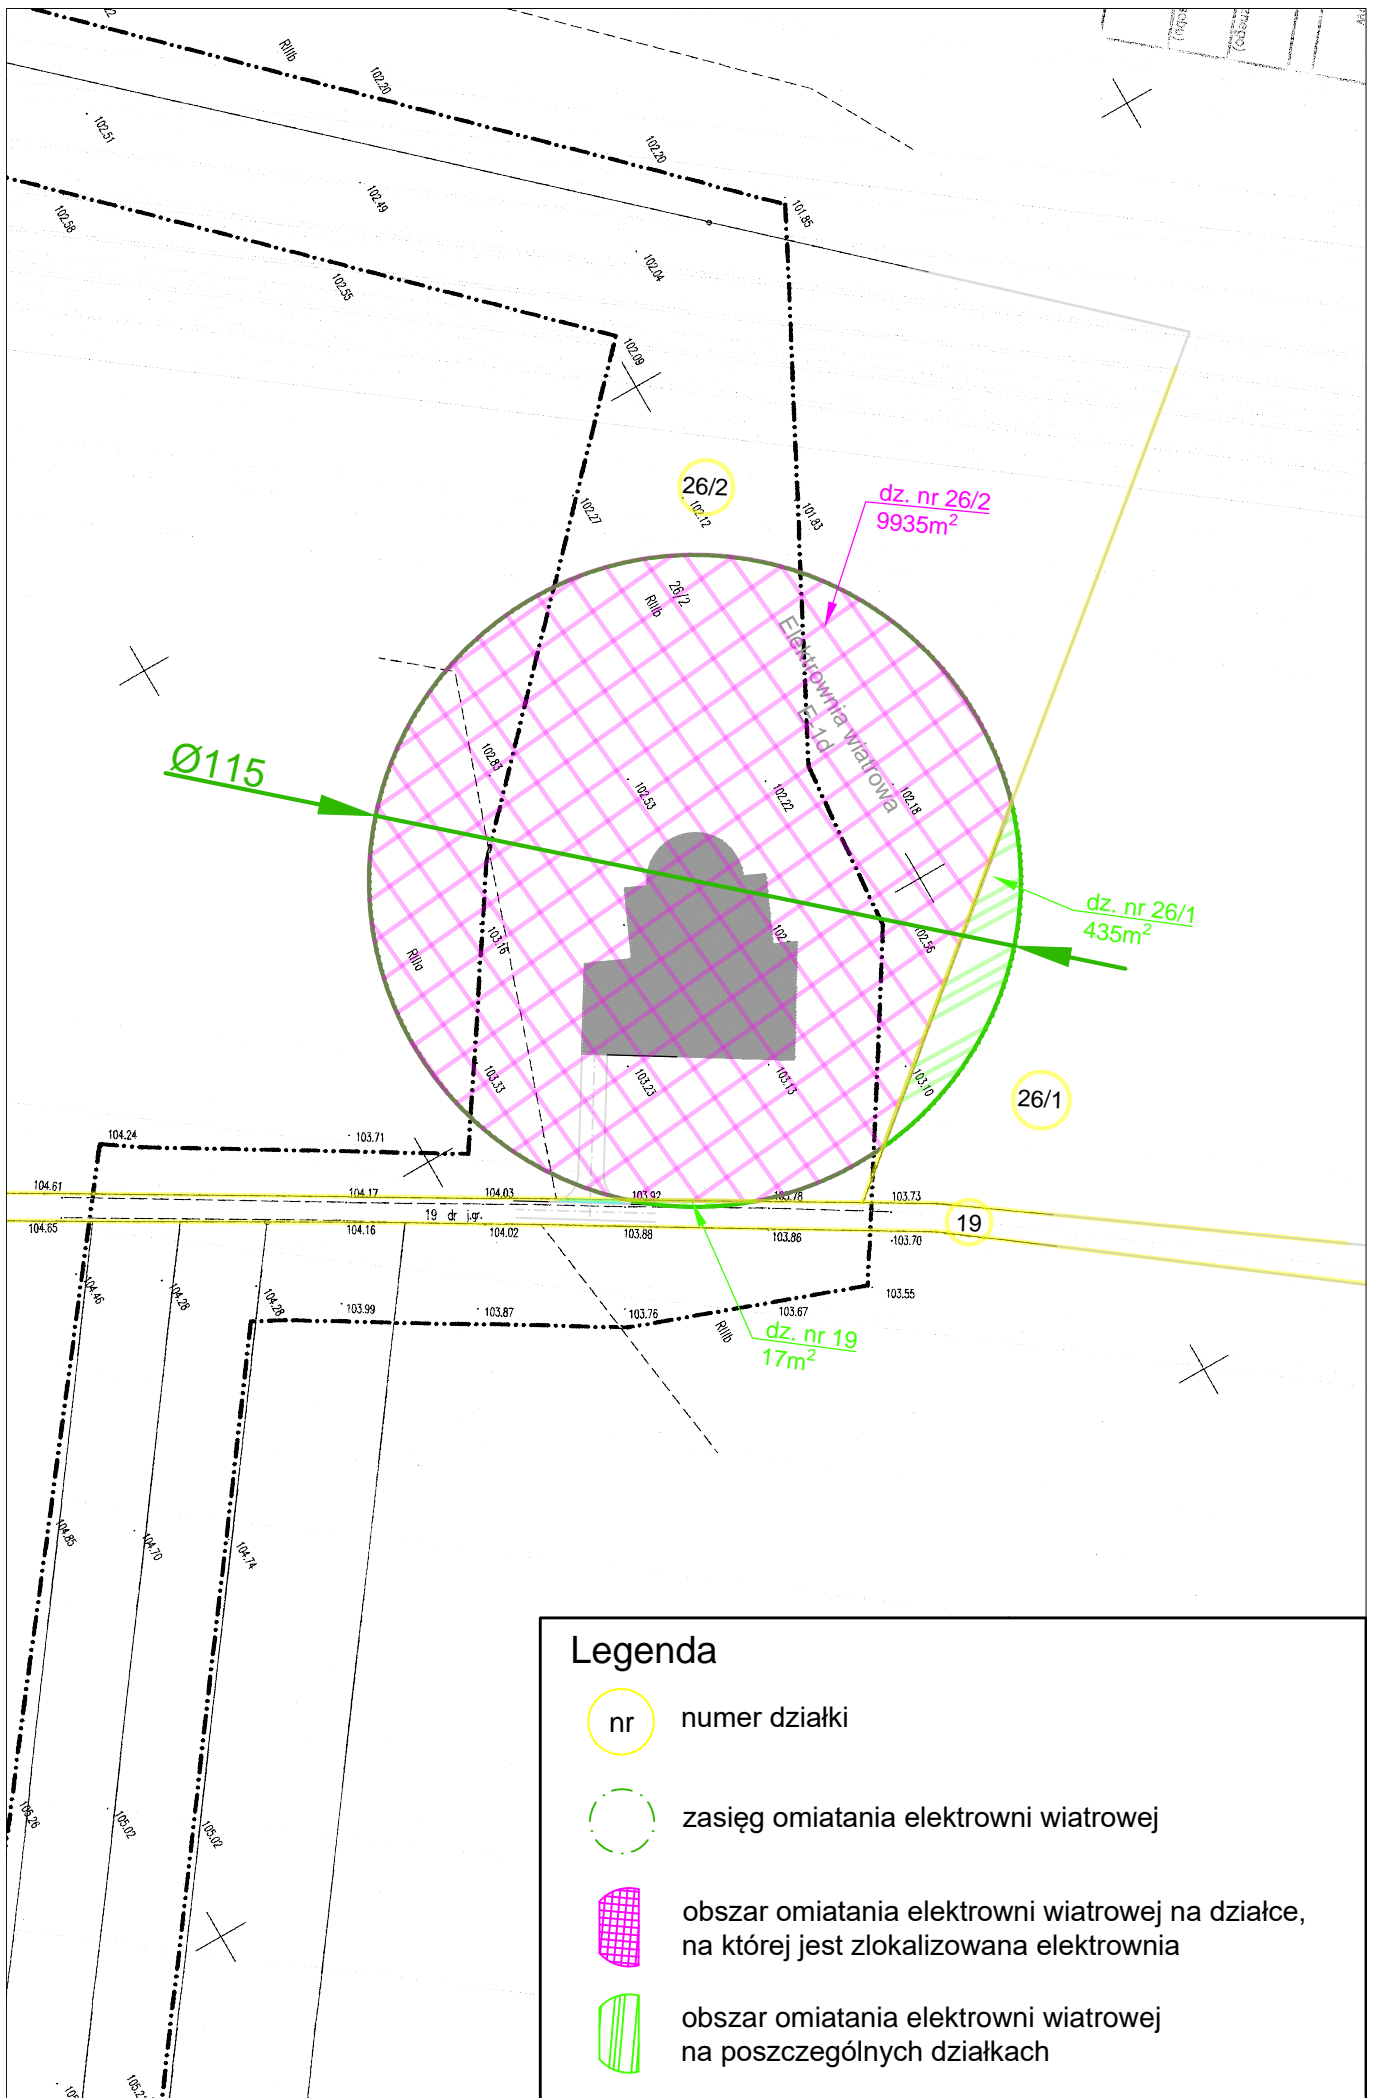 RIIIb
102.20
102.51
102.20
102.49
102.58
101.85
102.04
102.55
102.09
26/2
102.12
102.27
101.83
dz. nr 26/2
9935m²
26/2
RIIIb
Elektrownia wiatrowa
E-1d
Ø115
102.83
102.53
102.22
102.18
dz. nr 26/1
435m²
103.16
102.56
RIIIa
103.33
103.23
103.13
103.10
26/1
104.24
103.71
104.61
104.17
104.03
103.92
103.78
103.73
19 dr j.gr.
19
104.65
104.16
104.02
103.88
103.86
103.70
104.46
104.28
104.28
103.99
103.87
103.76
103.67
103.55
RIIIb
dz. nr 19
17m²
104.85
104.70
104.74
105.26
105.02
105.02
Legenda
nr numer działki
zasięg omiatania elektrowni wiatrowej
obszar omiatania elektrowni wiatrowej na działce,
na której jest zlokalizowana elektrownia
obszar omiatania elektrowni wiatrowej
na poszczególnych działkach